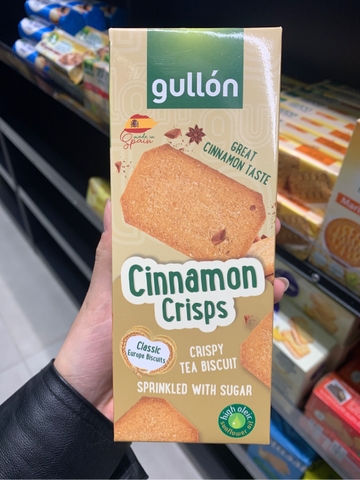 gullón
made in
Spain
GREAT
CINNAMON TASTE
Cinnamon
Crisps
Classic
Europe Biscuits
CRISPY
TEA BISCUIT
SPRINKLED WITH SUGAR
high oleic
sunflower oil